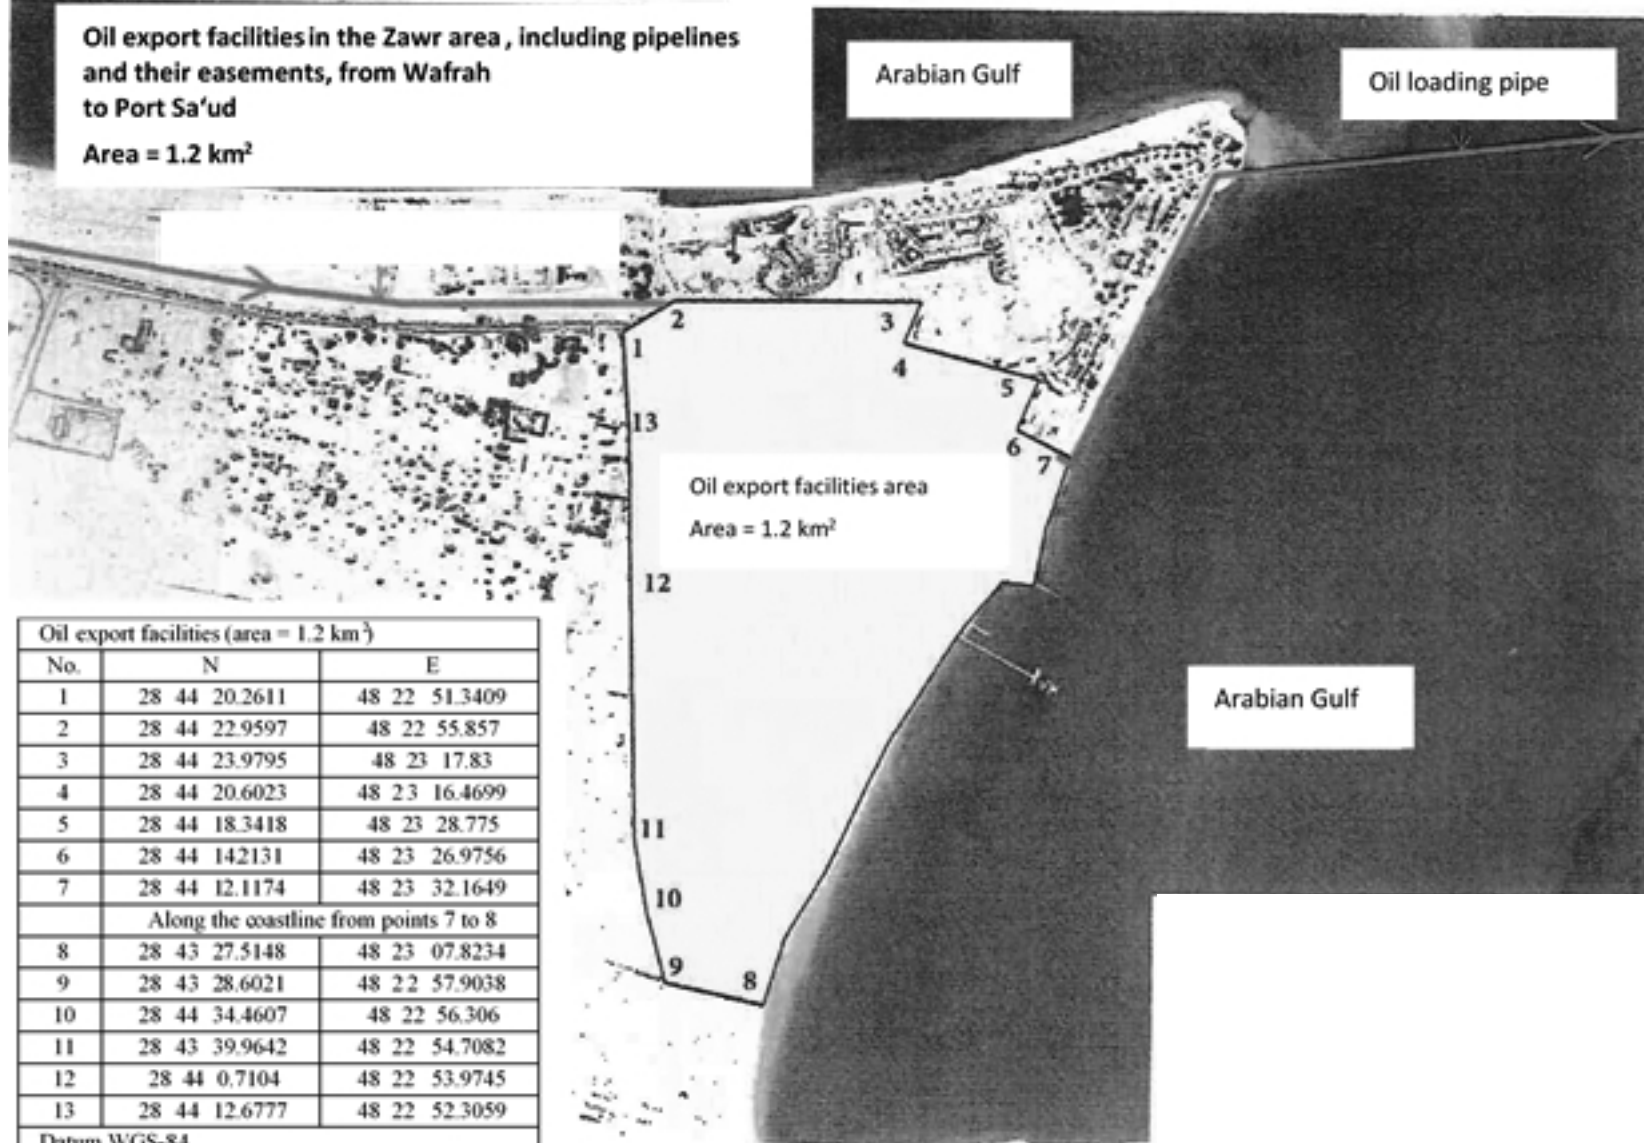 Oil export facilities in the Zawr area , including pipelines
and their easements, from Wafrah
to Port Sa‘ud
Area = 1.2 km²
Arabian Gulf
Oil loading pipe
2
3
1
4
5
13
6
7
Oil export facilities area
Area = 1.2 km²
12
Arabian Gulf
11
10
9
8
Oil export facilities (area = 1.2 km²)
No. N E
1 28 44 20.2611 48 22 51.3409
2 28 44 22.9597 48 22 55.857
3 28 44 23.9795 48 23 17.83
4 28 44 20.6023 48 23 16.4699
5 28 44 18.3418 48 23 28.775
6 28 44 142131 48 23 26.9756
7 28 44 12.1174 48 23 32.1649
Along the coastline from points 7 to 8
8 28 43 27.5148 48 23 07.8234
9 28 43 28.6021 48 22 57.9038
10 28 44 34.4607 48 22 56.306
11 28 43 39.9642 48 22 54.7082
12 28 44 0.7104 48 22 53.9745
13 28 44 12.6777 48 22 52.3059
Datum WGS-84